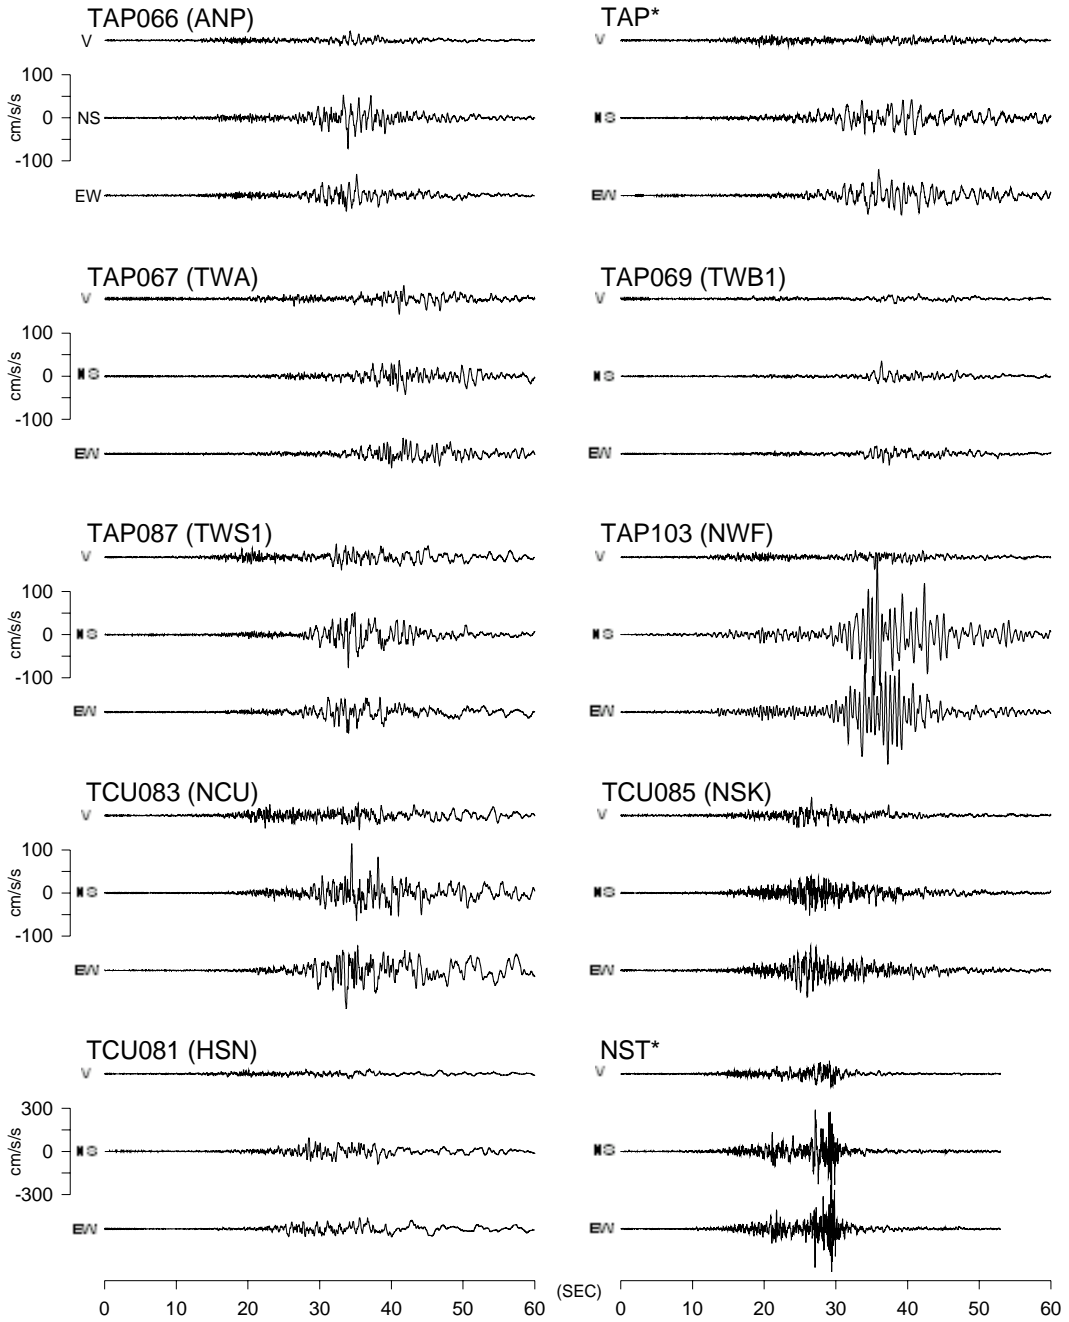 TAP066 (ANP) TAP*
V V
100
cm/s/s 0 NS NS
-100
EW EW
TAP067 (TWA) TAP069 (TWB1)
V V
100
cm/s/s 0 NS NS
-100
EW EW
TAP087 (TWS1) TAP103 (NWF)
V V
100
cm/s/s 0 NS NS
-100
EW EW
TCU083 (NCU) TCU085 (NSK)
V V
100
cm/s/s 0 NS NS
-100
EW EW
TCU081 (HSN) NST*
V V
300
cm/s/s 0 NS NS
-300
EW EW
(SEC)
0 10 20 30 40 50 60 0 20 40 60